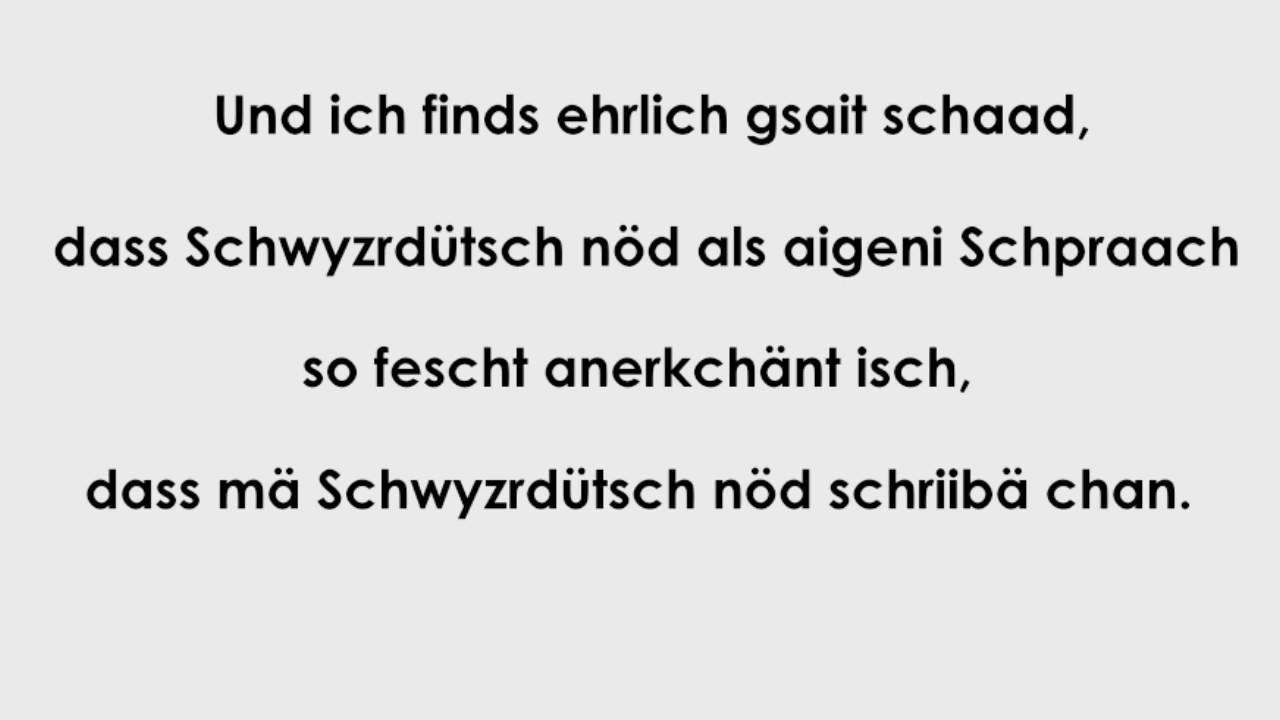 Und ich finds ehrlich gsait schaad,
dass Schwyzrdütsch nöd als aigeni Schpraach
so fescht anerkchänt isch,
dass mä Schwyzrdütsch nöd schriibä chan.